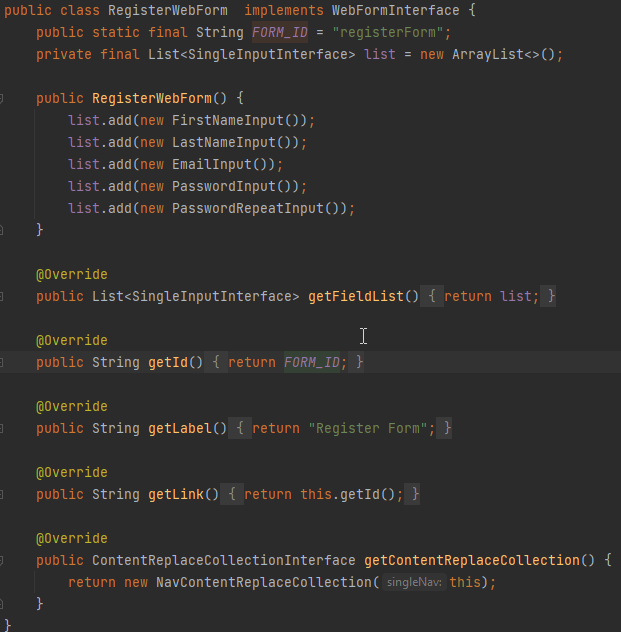 public class RegisterWebForm  implements WebFormInterface {
    public static final String FORM_ID = "registerForm";
    private final List<SingleInputInterface> list = new ArrayList<>();

    public RegisterWebForm() {
        list.add(new FirstNameInput());
        list.add(new LastNameInput());
        list.add(new EmailInput());
        list.add(new PasswordInput());
        list.add(new PasswordRepeatInput());
    }

    @Override
    public List<SingleInputInterface> getFieldList() { return list; }

    @Override
    public String getId() { return FORM_ID; }

    @Override
    public String getLabel() { return "Register Form"; }

    @Override
    public String getLink() { return this.getId(); }

    @Override
    public ContentReplaceCollectionInterface getContentReplaceCollection() {
        return new NavContentReplaceCollection( singleNav: this);
    }
}